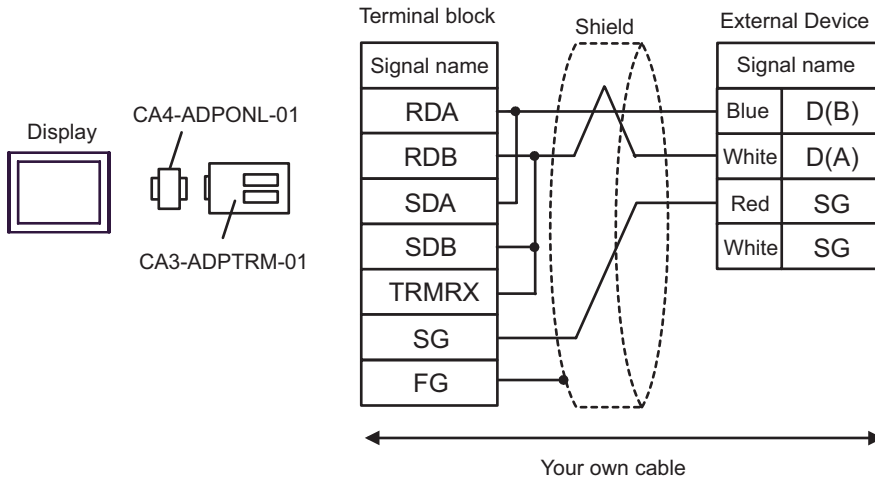 Display
CA4-ADPONL-01
CA3-ADPTRM-01
Terminal block
Shield
External Device
Signal name
RDA
RDB
SDA
SDB
TRMRX
SG
FG
Signal name
Blue D(B)
White D(A)
Red SG
White SG
Your own cable